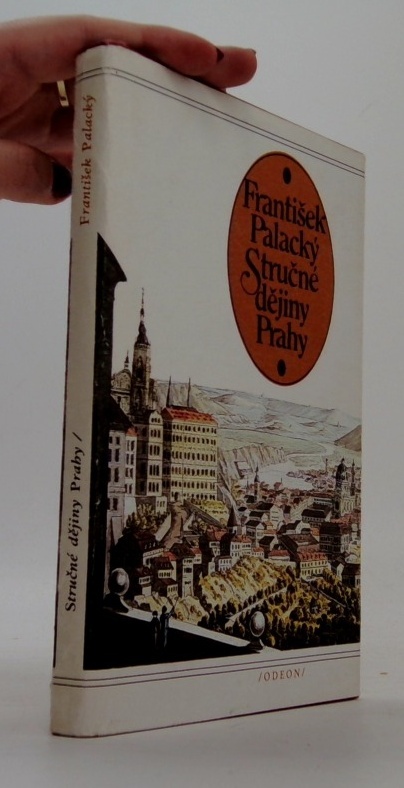 František Palacký
Stručné dějiny Prahy /
František
Palacký
Stručné
dějiny
Prahy
/ODEON/